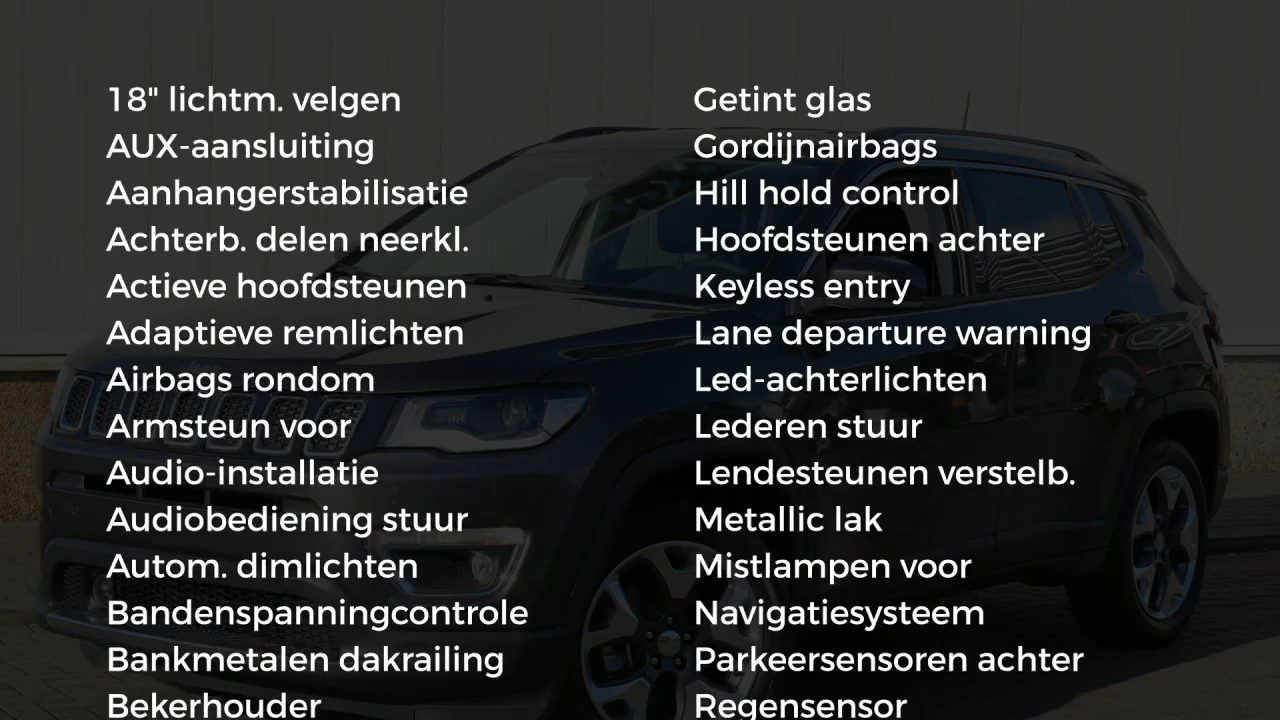 18" lichtm. velgen
AUX-aansluiting
Aanhangerstabilisatie
Achterb. delen neerkl.
Actieve hoofdsteunen
Adaptieve remlichten
Airbags rondom
Armsteun voor
Audio-installatie
Audiobediening stuur
Autom. dimlichten
Bandenspanningcontrole
Bankmetalen dakrailing
Bekerhouder
Getint glas
Gordijnairbags
Hill hold control
Hoofdsteunen achter
Keyless entry
Lane departure warning
Led-achterlichten
Lederen stuur
Lendesteunen verstelb.
Metallic lak
Mistlampen voor
Navigatiesysteem
Parkeersensoren achter
Regensensor